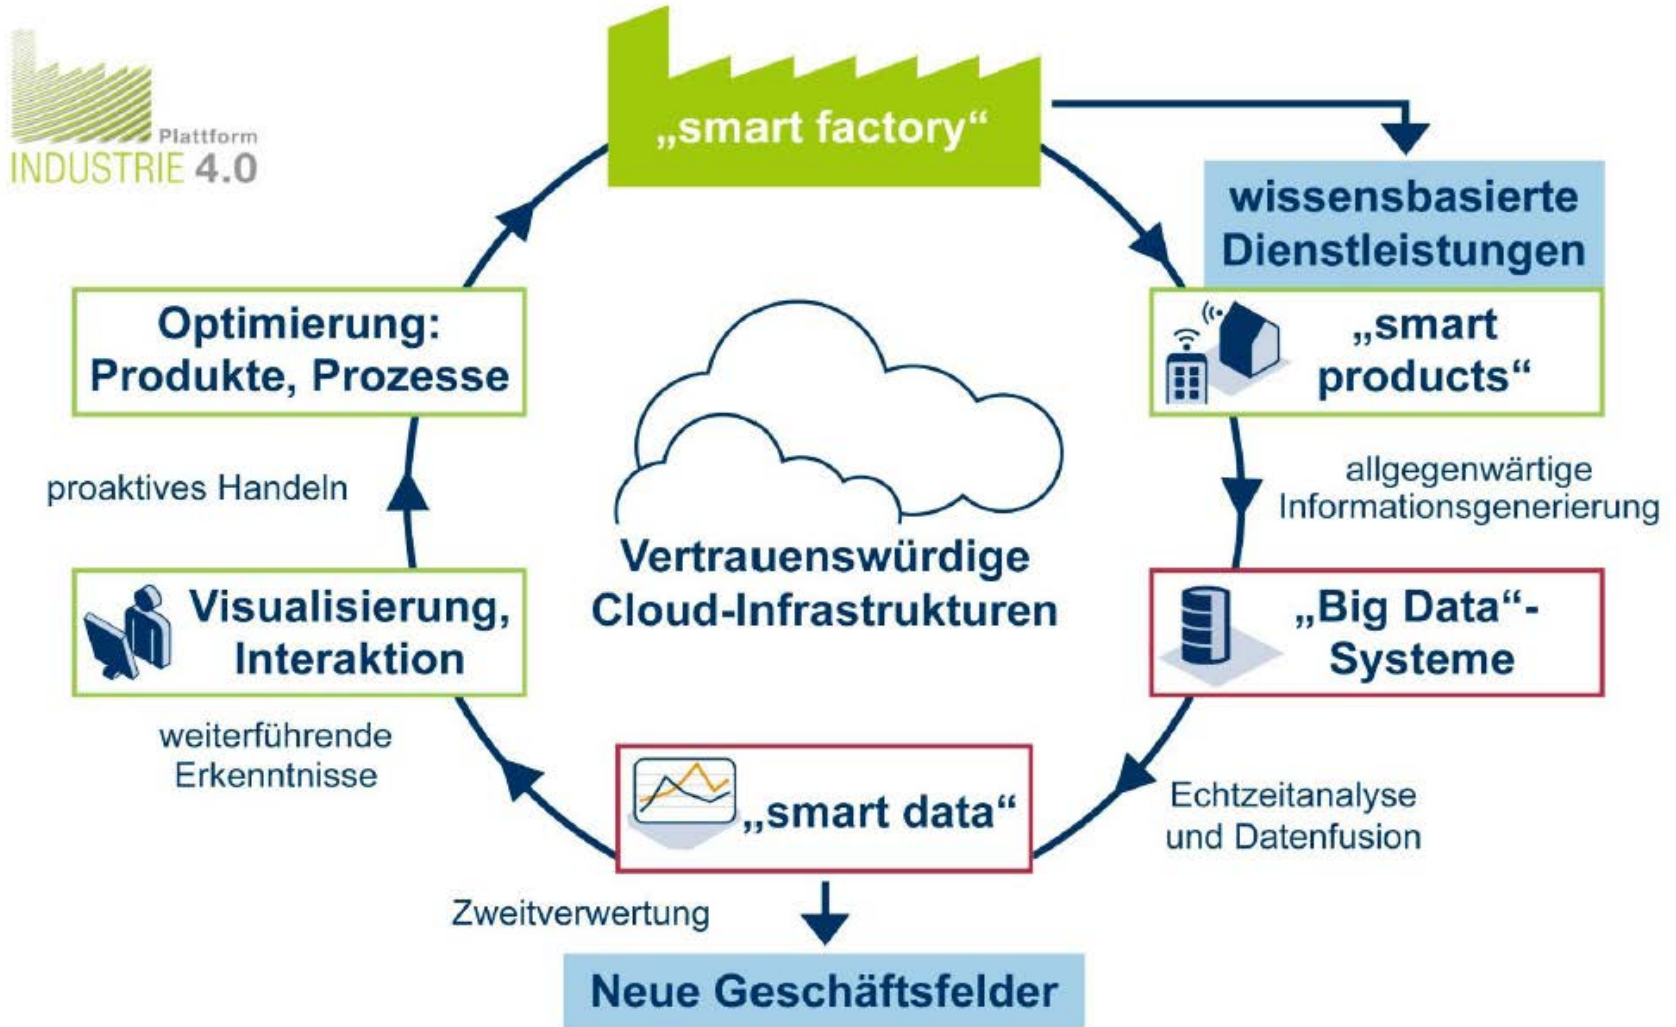 Plattform
INDUSTRIE 4.0
„smart factory“
wissensbasierte
Dienstleistungen
„smart
products“
allgegenwärtige
Informationsgenerierung
„Big Data“-
Systeme
Echtzeitanalyse
und Datenfusion
„smart data“
Zweitverwertung
Neue Geschäftsfelder
weiterführende
Erkenntnisse
Visualisierung,
Interaktion
proaktives Handeln
Optimierung:
Produkte, Prozesse
Vertrauenswürdige
Cloud-Infrastrukturen